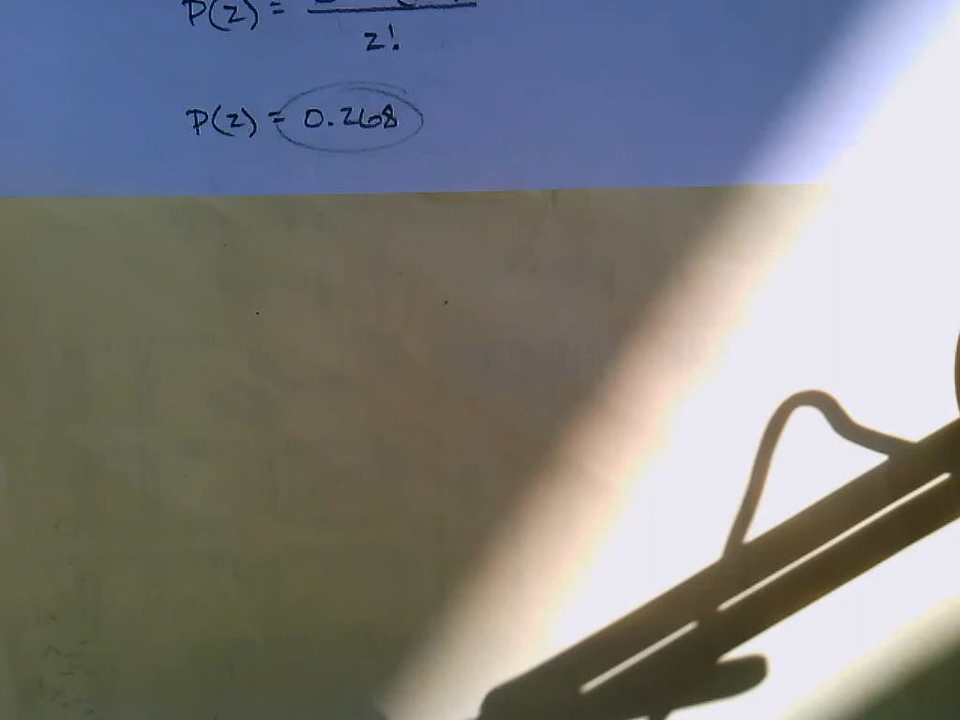 P(2) =
2!
P(2) = 0.268